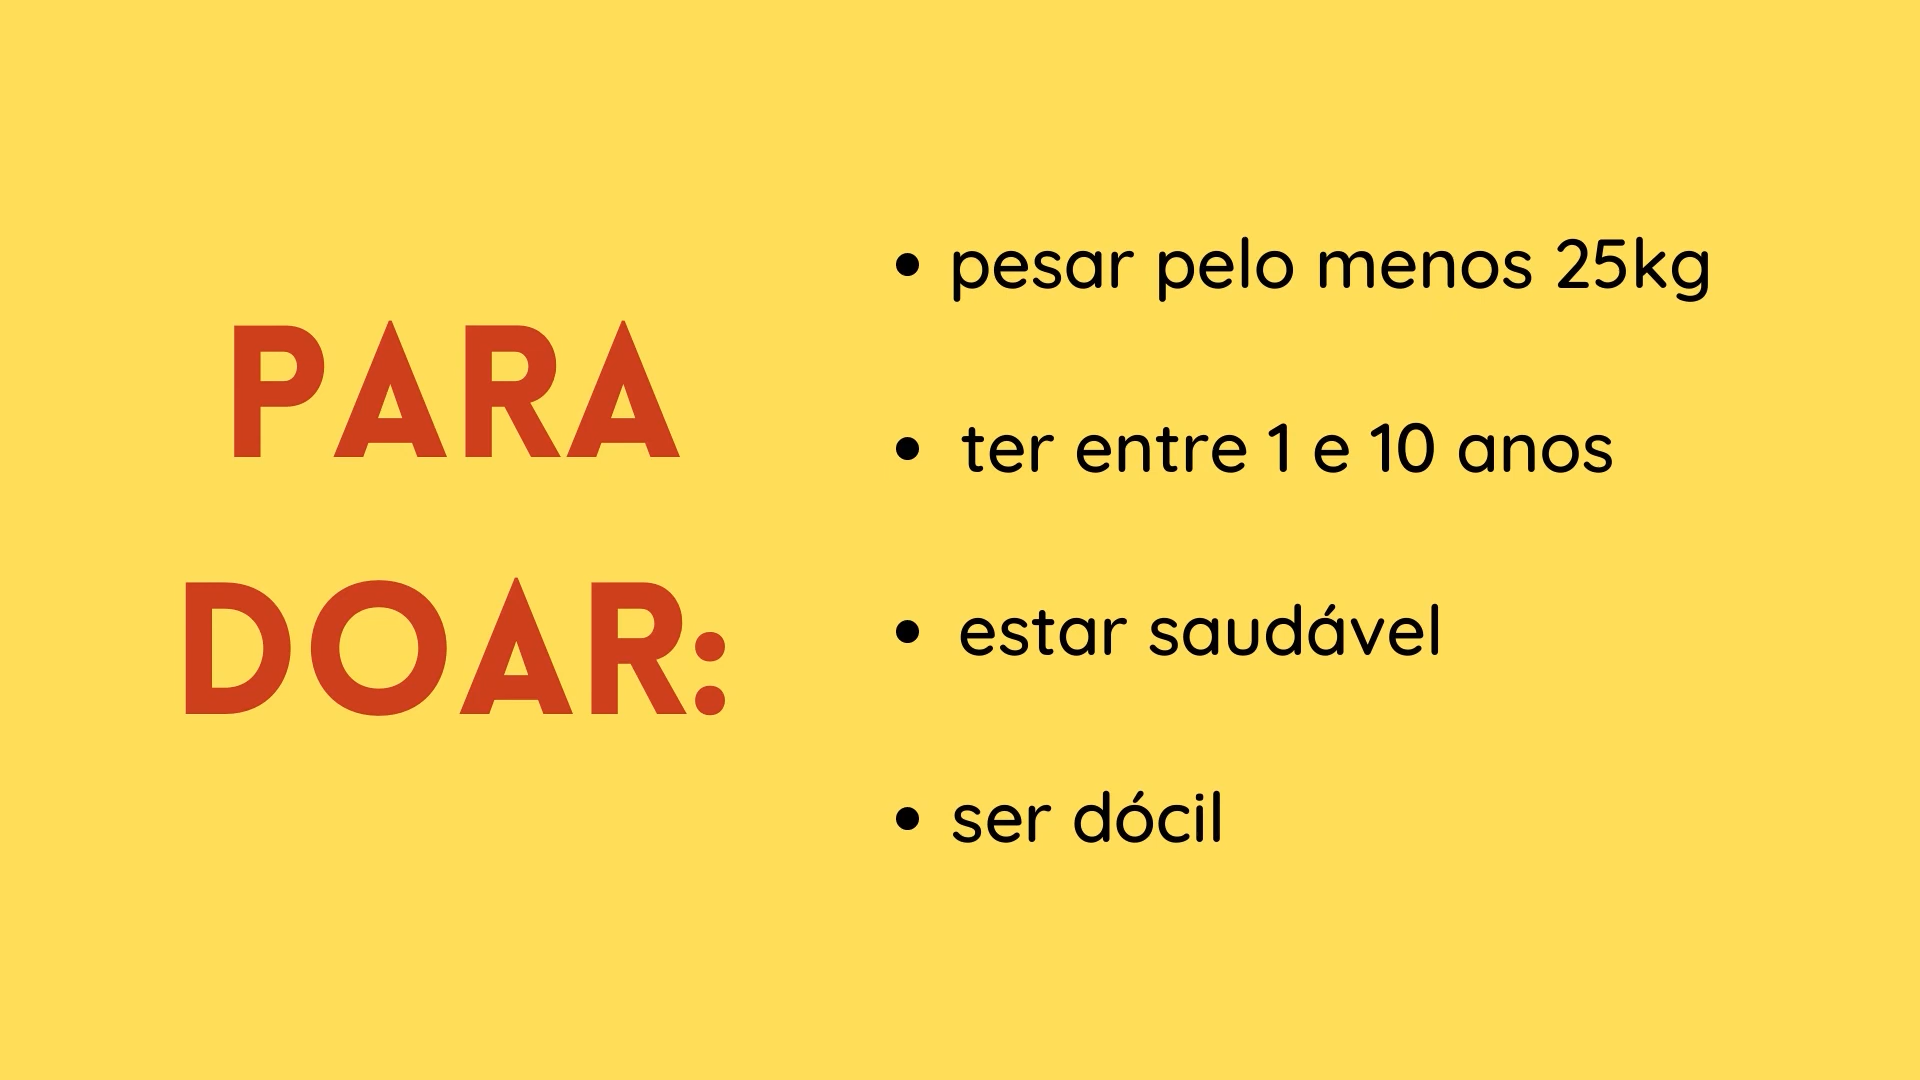 PARA
DOAR:
• pesar pelo menos 25kg
• ter entre 1 e 10 anos
• estar saudável
• ser dócil